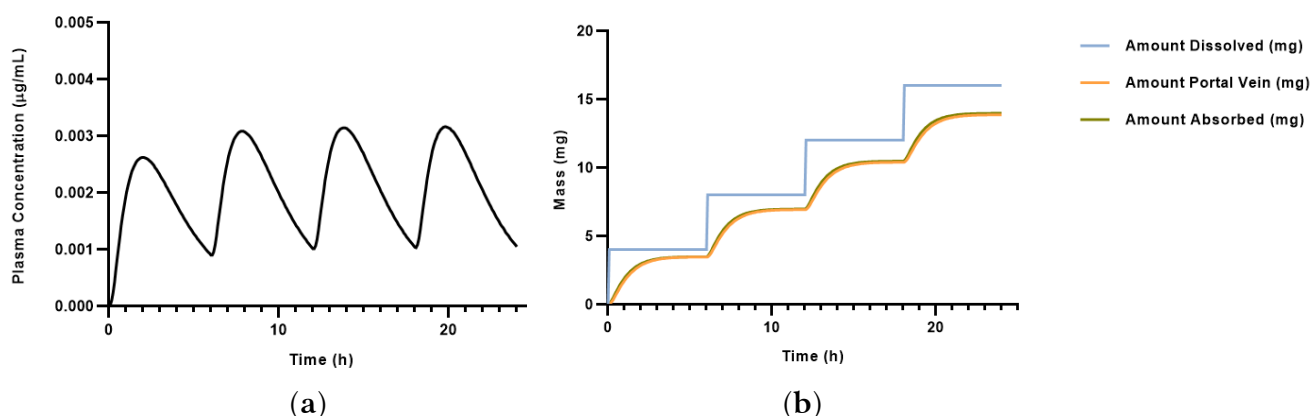 Plasma Concentration (µg/mL)
0.005
0.004
0.003
0.002
0.001
0.000
0
10
20
Time (h)
(a)
Mass (mg)
20
15
10
5
0
0
10
20
Time (h)
(b)
Amount Dissolved (mg)
Amount Portal Vein (mg)
Amount Absorbed (mg)